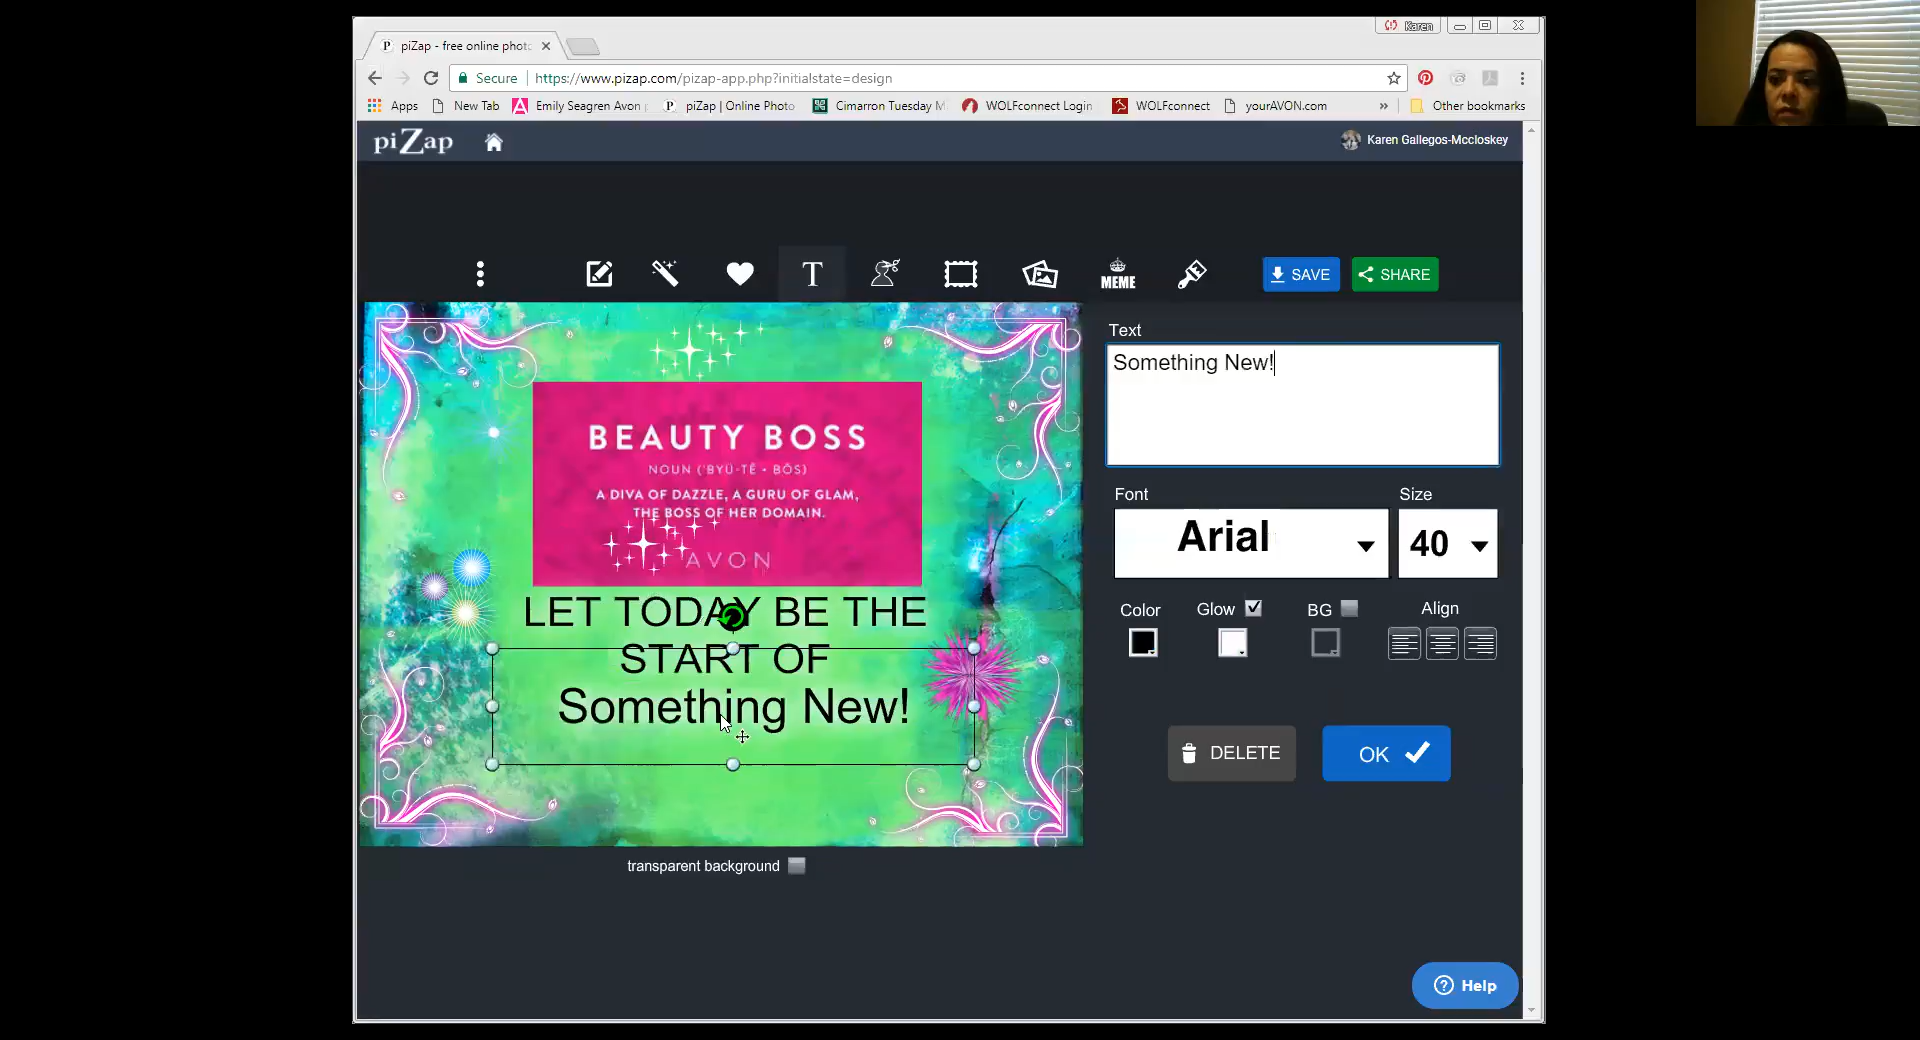 Karen
piZap - free online phot
Secure
https://www.pizap.com/pizap-app.php?initialstate=design
Apps
New Tab
Emily Seagren Avon
piZap | Online Photo
Cimarron Tuesday M
WOLFconnect Login
WOLFconnect
yourAVON.com
»
Other bookmarks
piZap
Karen Gallegos-Mccloskey
T
MEME
SAVE
SHARE
BEAUTY BOSS
NOUN ('BYÜ-TĒ • BÒS)
A DIVA OF DAZZLE, A GURU OF GLAM,
THE BOSS OF HER DOMAIN.
AVON
LET TODAY BE THE
START OF
Something New!
transparent background
Text
Something New!
Font
Size
Arial
40
Color
Glow
BG
Align
DELETE
OK
Help